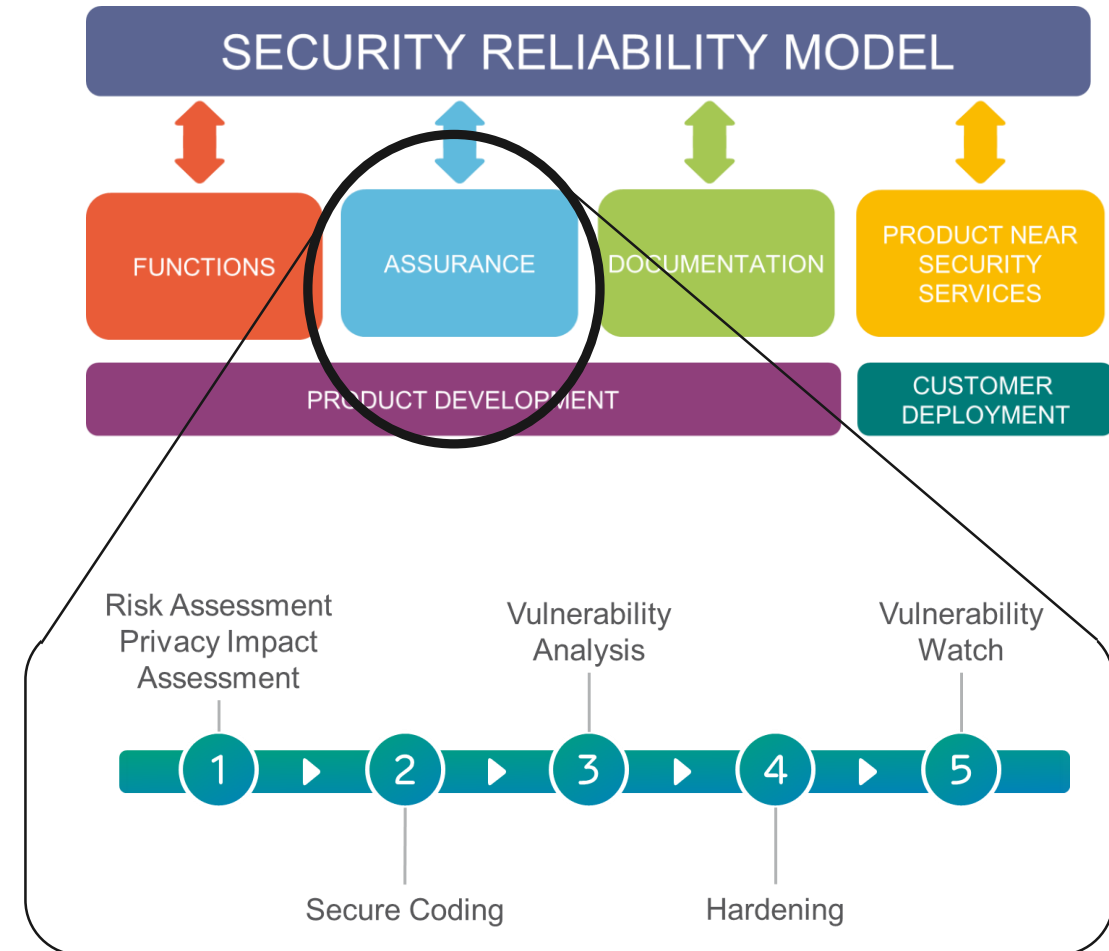 SECURITY RELIABILITY MODEL
FUNCTIONS
ASSURANCE
DOCUMENTATION
PRODUCT NEAR
SECURITY
SERVICES
PRODUCT DEVELOPMENT
CUSTOMER
DEPLOYMENT
Risk Assessment
Privacy Impact
Assessment
Vulnerability
Analysis
Vulnerability
Watch
1
2
3
4
5
Secure Coding
Hardening